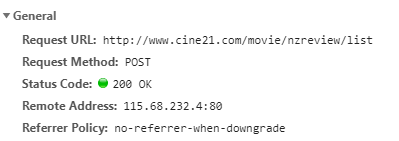 General
Request URL: http://www.cine21.com/movie/nzreview/list
Request Method: POST
Status Code: 200 OK
Remote Address: 115.68.232.4:80
Referrer Policy: no-referrer-when-downgrade